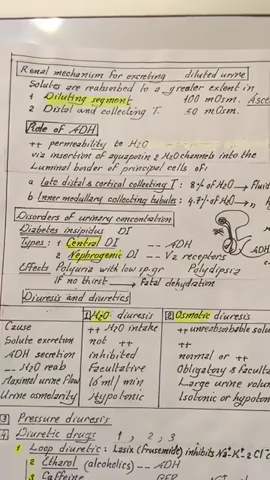 Renal mechanism for excreting diluted urine
Solutes are reabsorbed to a greater extent in
1 Diluting segment 100 mOsm. Asce
2 Distal and collecting T. 50 mOsm.
Role of ADH
++ permeability to H2O
via insertion of aquaporin 2 H2O channels into the
Luminal border of principal cells of:
a late distal & cortical collecting T: 8% of H2O → Fluid
b Inner medullary collecting tubule: 4.7% of H2O → ,,
Disorders of urinary concentration
Diabetes insipidus DI
Types: 1 Central DI -- ADH
2 Nephrogenic DI -- V2 receptors
Effects Polyuria with low sp.gr Polydipsia
If no thirst → Fatal dehydration
ADH
Diuresis and diuretics
1 H2O diuresis 2 Osmotic diuresis
Cause ++ H2O intake ++ unreabsorbable solu
Solute excretion not ++ ++
ADH secretion inhibited normal or ++
-- H2O reab Facultative Obligatory & Faculta
Maximal urine Flow 16 ml/min Large urine volum
Urine osmolarity Hypotonic Isotonic or hypoton
3 Pressure diuresis
4 Diuretic drugs 1, 2, 3
1 Loop diuretic: Lasix (frusemide) inhibits Na+ K+ 2Cl
2 Ethanol (alcoholics) -- ADH
3 Caffeine GFR